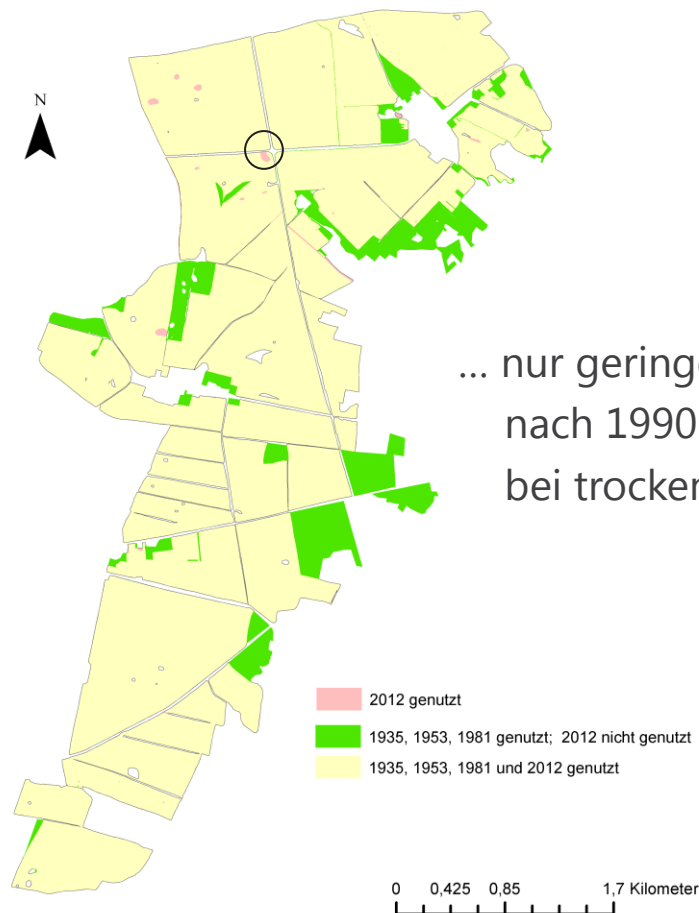 N
... nur geringe
nach 1990
bei trocken
2012 genutzt
1935, 1953, 1981 genutzt; 2012 nicht genutzt
1935, 1953, 1981 und 2012 genutzt
0 0,425 0,85 1,7 Kilometer